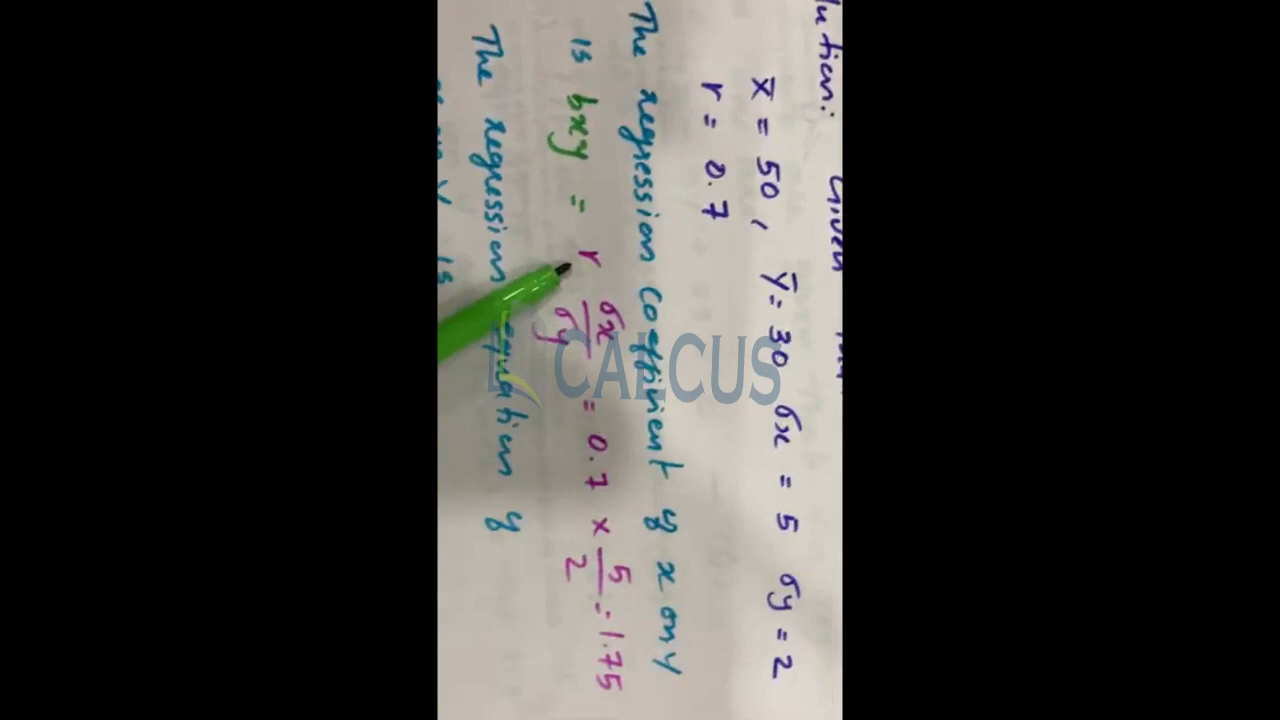 Given
x̄ = 50, ȳ = 30 σx = 5 σy = 2
r = 0.7
The regression coefficient of x on y
is bxy = r σx/σy = 0.7 × 5/2 = 1.75
The regression equation of
is
CALCUS